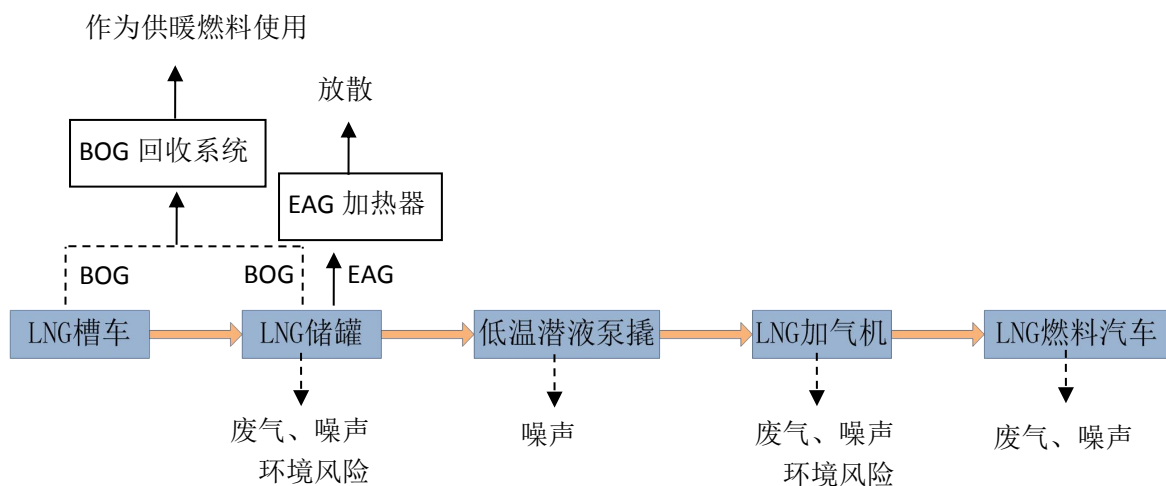 作为供暖燃料使用
放散
BOG 回收系统
EAG 加热器
BOG
BOG
EAG
LNG槽车
LNG储罐
低温潜液泵撬
LNG加气机
LNG燃料汽车
废气、噪声
环境风险
噪声
废气、噪声
环境风险
废气、噪声